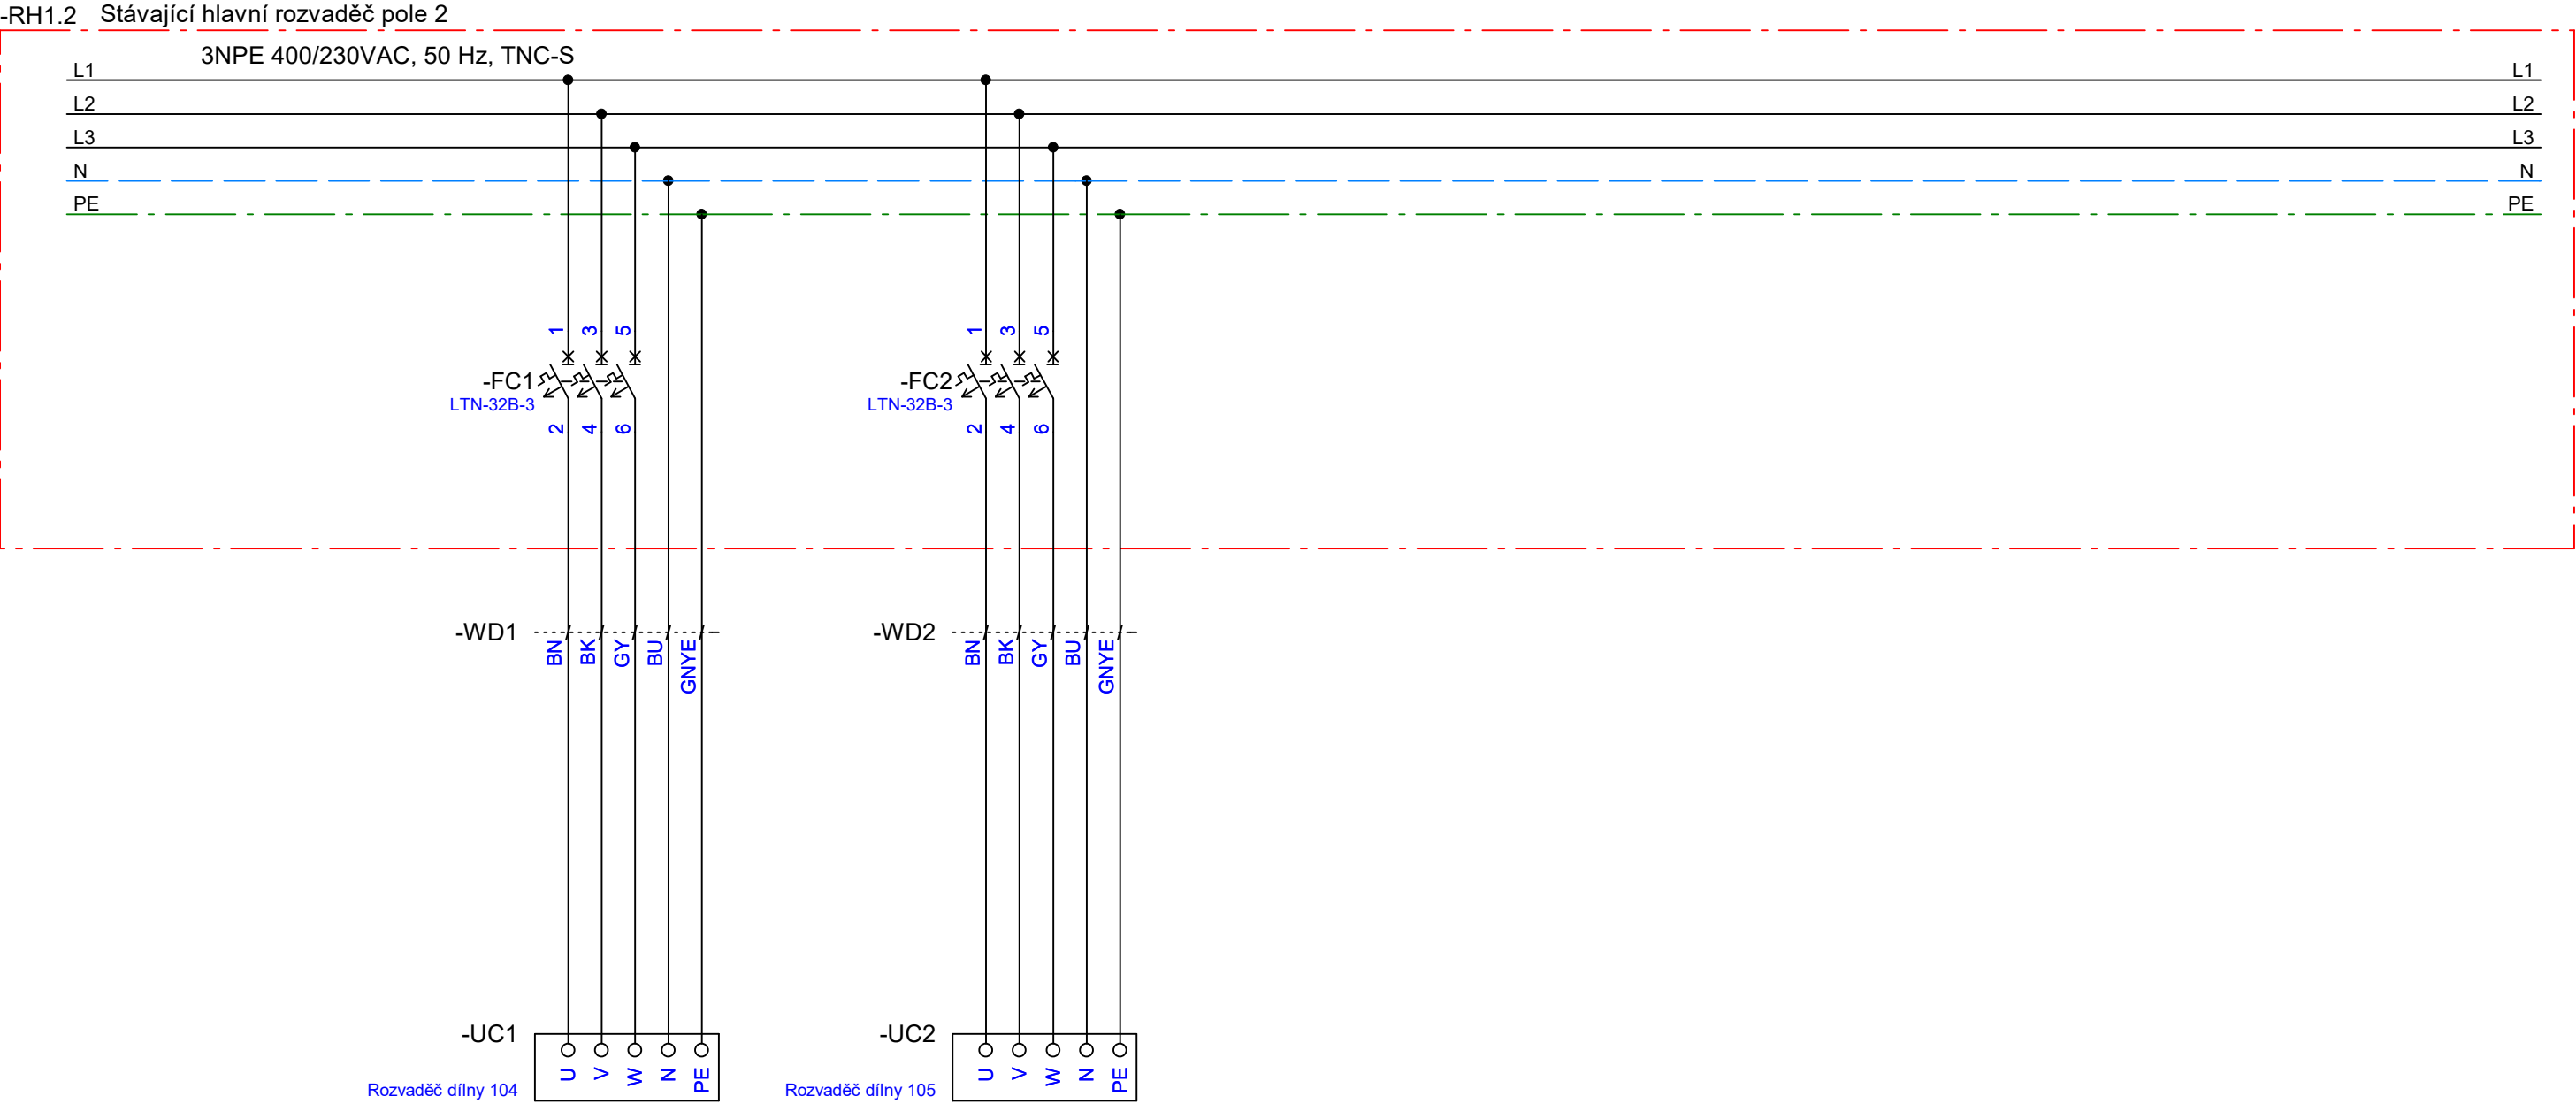 -RH1.2 Stávající hlavní rozvaděč pole 2
3NPE 400/230VAC, 50 Hz, TNC-S
L1 L1
L2 L2
L3 L3
N N
PE PE
1 3 5 1 3 5
-FC1 -FC2
LTN-32B-3 LTN-32B-3
2 4 6 2 4 6
-WD1 -WD2
BN BK GY BU GNYE BN BK GY BU GNYE
-UC1 -UC2
U V W N PE U V W N PE
Rozvaděč dílny 104 Rozvaděč dílny 105